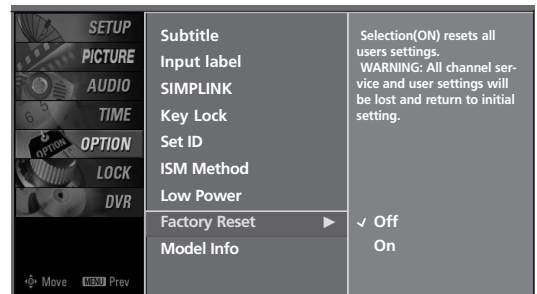 SETUP
PICTURE
AUDIO
TIME
OPTION
LOCK
DVR
Move MENU Prev
Subtitle
Input label
SIMPLINK
Key Lock
Set ID
ISM Method
Low Power
Factory Reset ▶
Model Info
Selection(ON) resets all
users settings.
WARNING: All channel ser-
vice and user settings will
be lost and return to initial
setting.
✓ Off
On